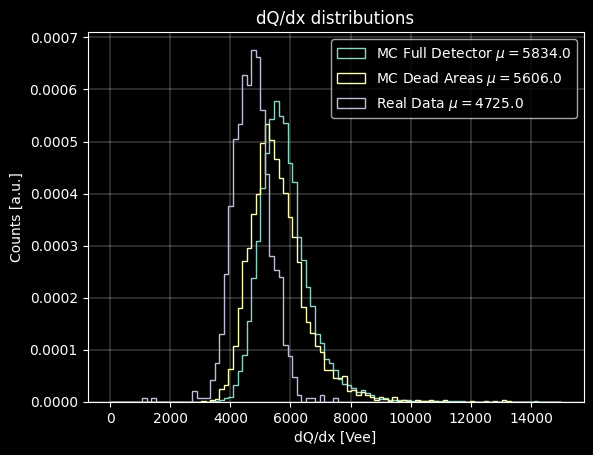 dQ/dx distributions
MC Full Detector μ = 5834.0
MC Dead Areas μ = 5606.0
Real Data μ = 4725.0
Counts [a.u.]
0.0007
0.0006
0.0005
0.0004
0.0003
0.0002
0.0001
0.0000
0 2000 4000 6000 8000 10000 12000 14000
dQ/dx [Vee]